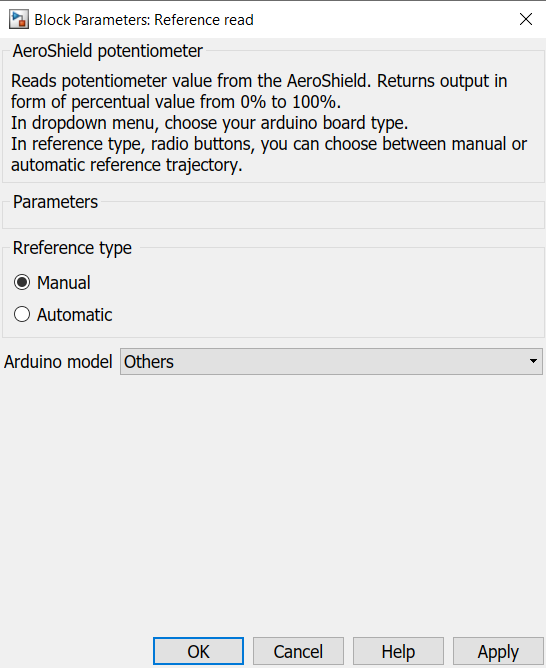 Block Parameters: Reference read
AeroShield potentiometer
Reads potentiometer value from the AeroShield. Returns output in
form of percentual value from 0% to 100%.
In dropdown menu, choose your arduino board type.
In reference type, radio buttons, you can choose between manual or
automatic reference trajectory.
Parameters
Rreference type
Manual
Automatic
Arduino model Others
OK Cancel Help Apply